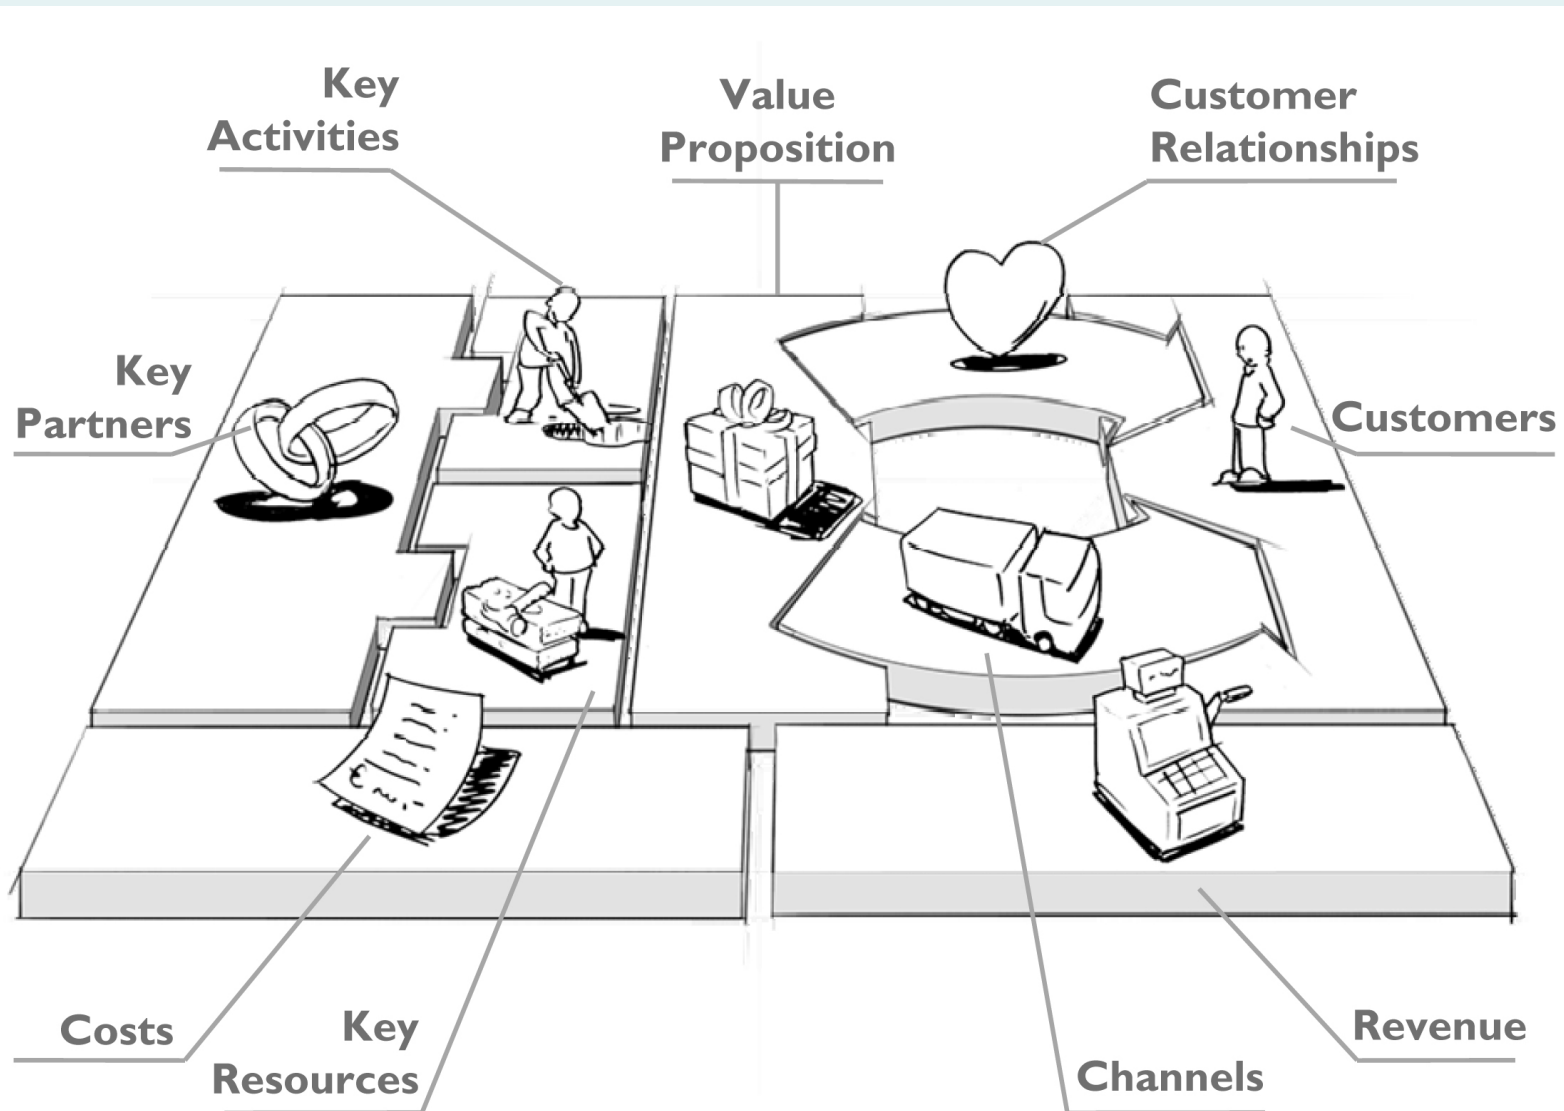 Key
Activities
Value
Proposition
Customer
Relationships
Key
Partners
Customers
Costs
Key
Resources
Channels
Revenue